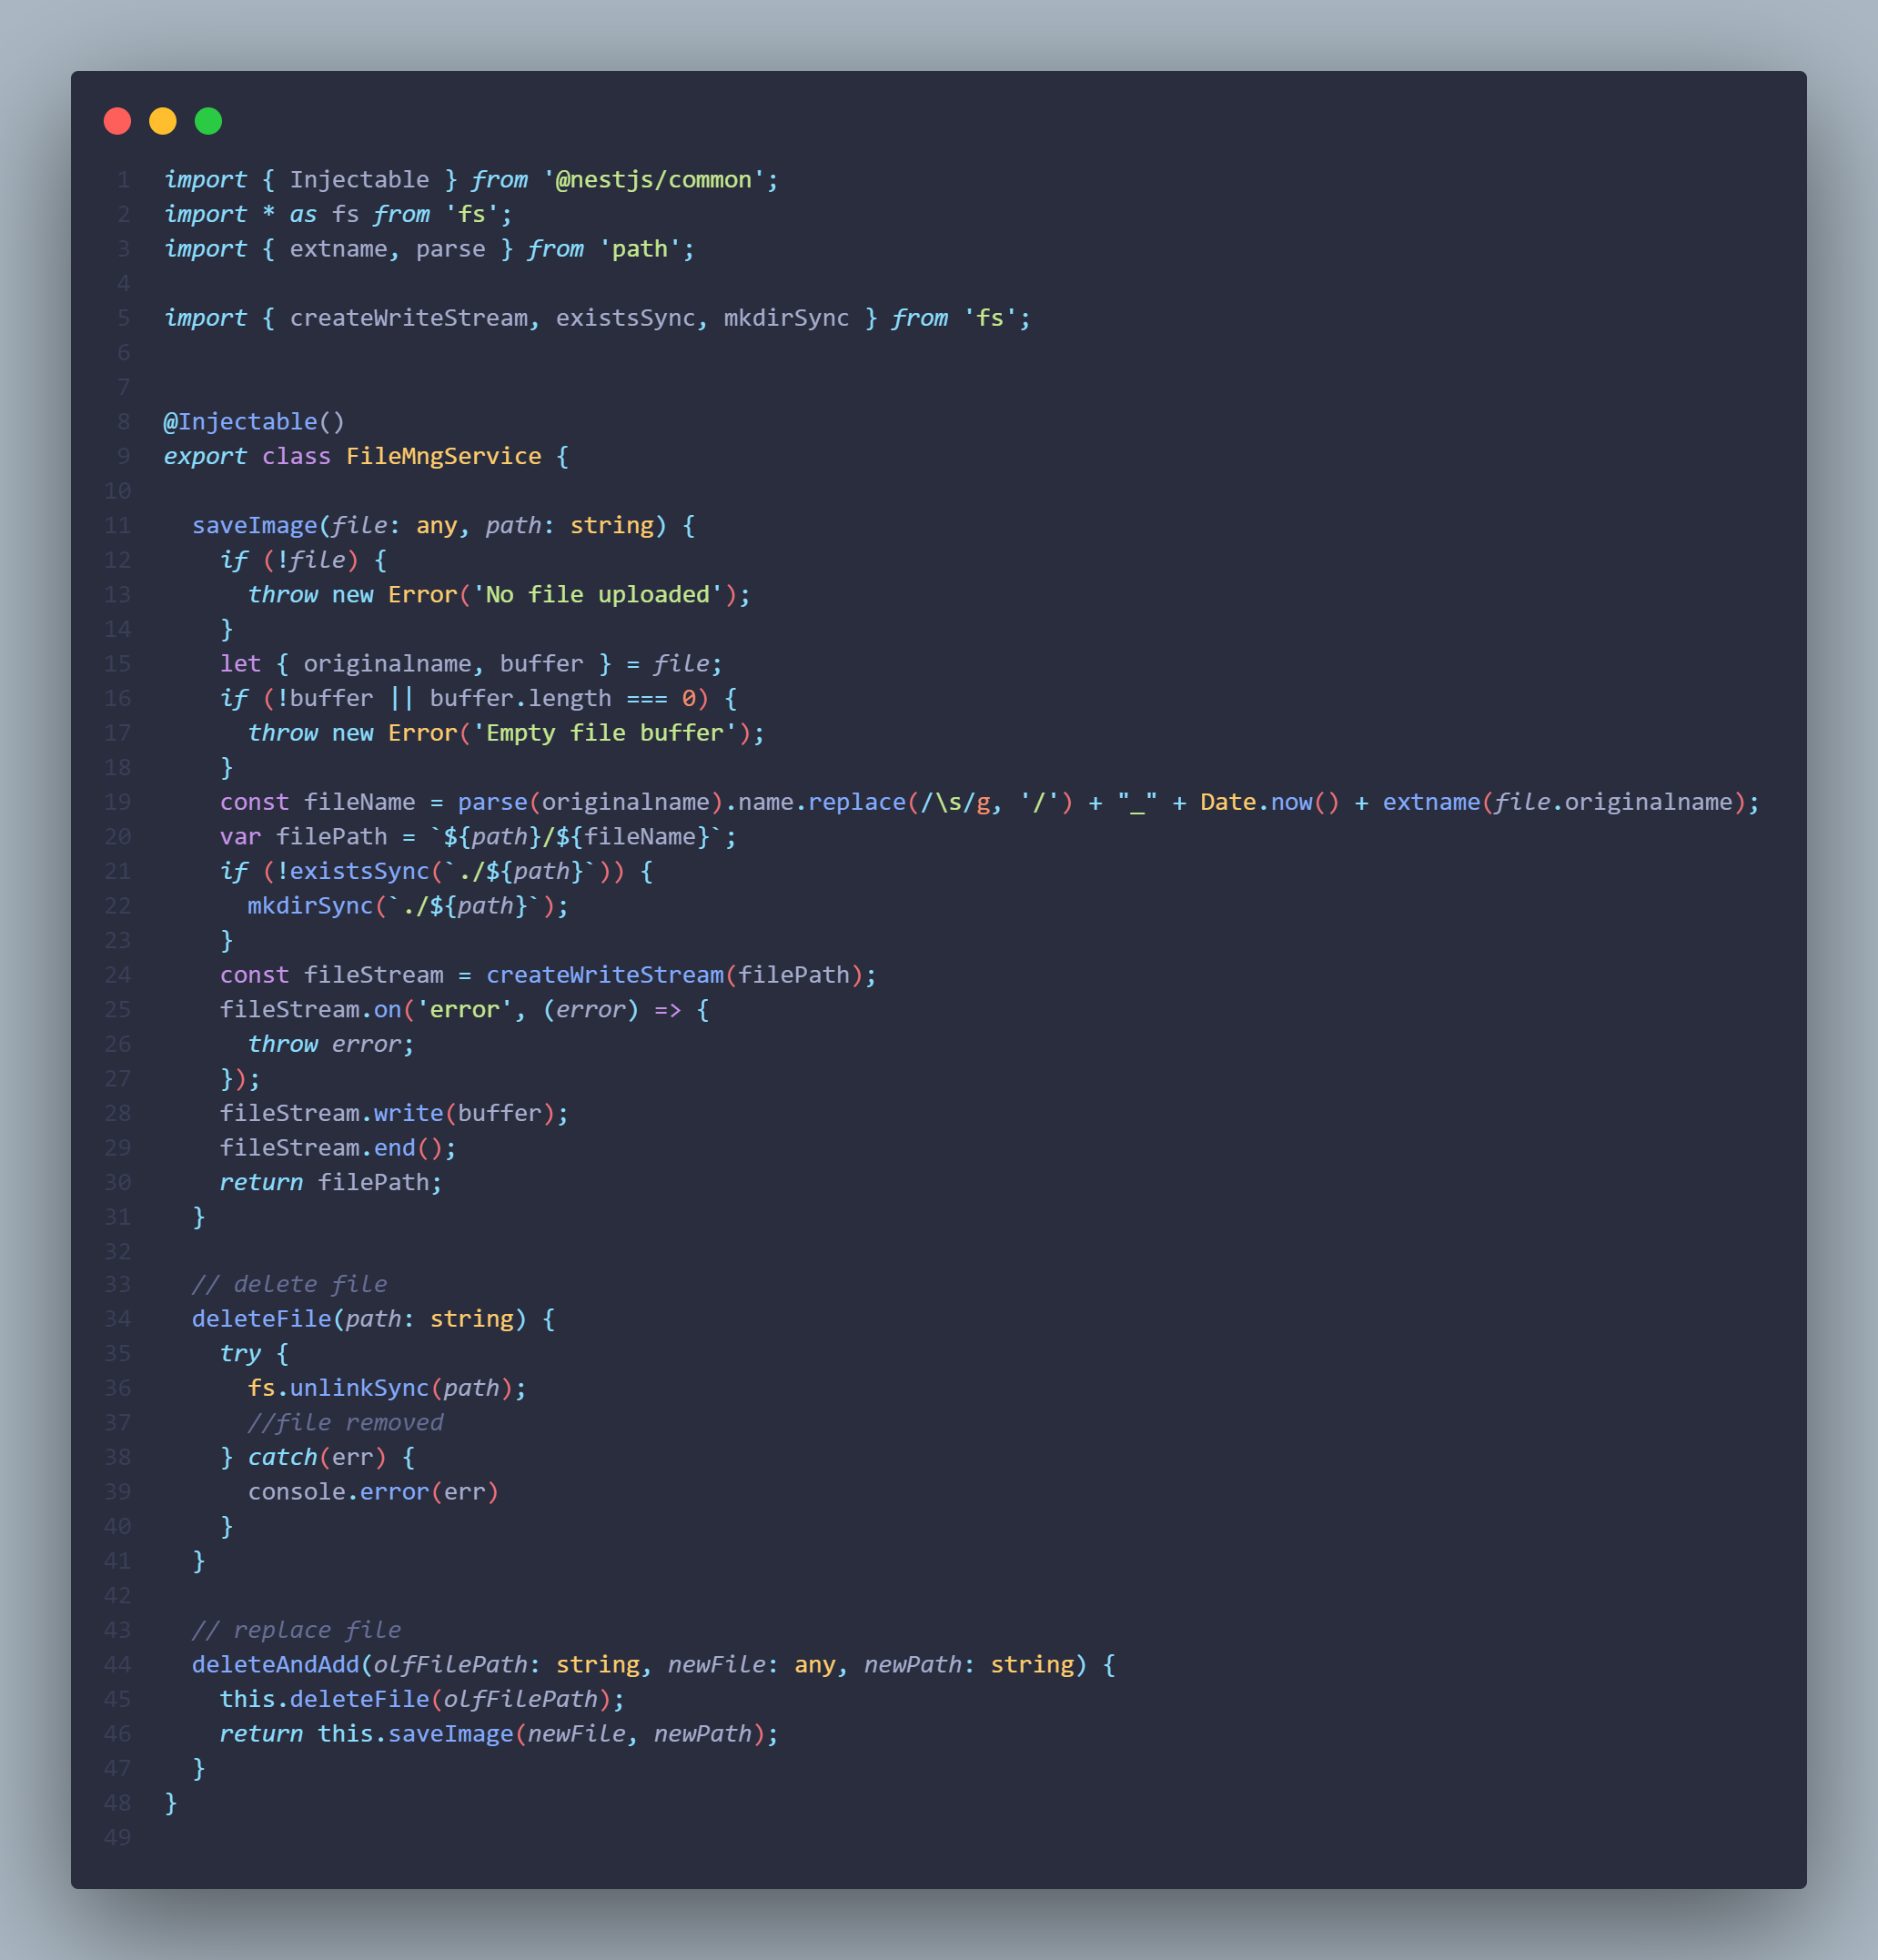 1 import { Injectable } from '@nestjs/common';
2 import * as fs from 'fs';
3 import { extname, parse } from 'path';
4
5 import { createWriteStream, existsSync, mkdirSync } from 'fs';
6
7
8 @Injectable()
9 export class FileMngService {
10
11   saveImage(file: any, path: string) {
12     if (!file) {
13       throw new Error('No file uploaded');
14     }
15     let { originalname, buffer } = file;
16     if (!buffer || buffer.length === 0) {
17       throw new Error('Empty file buffer');
18     }
19     const fileName = parse(originalname).name.replace(/\s/g, '/') + "_" + Date.now() + extname(file.originalname);
20     var filePath = `${path}/${fileName}`;
21     if (!existsSync(`./${path}`)) {
22       mkdirSync(`./${path}`);
23     }
24     const fileStream = createWriteStream(filePath);
25     fileStream.on('error', (error) => {
26       throw error;
27     });
28     fileStream.write(buffer);
29     fileStream.end();
30     return filePath;
31   }
32
33   // delete file
34   deleteFile(path: string) {
35     try {
36       fs.unlinkSync(path);
37       //file removed
38     } catch(err) {
39       console.error(err)
40     }
41   }
42
43   // replace file
44   deleteAndAdd(olfFilePath: string, newFile: any, newPath: string) {
45     this.deleteFile(olfFilePath);
46     return this.saveImage(newFile, newPath);
47   }
48 }
49